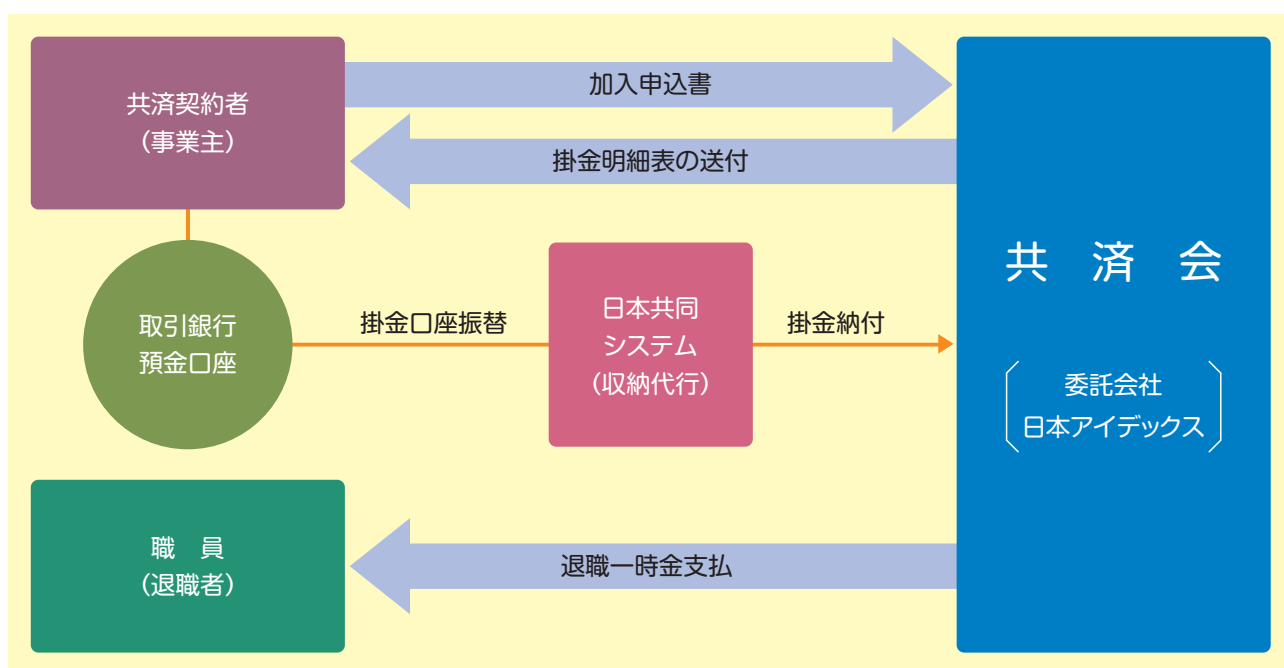 共済契約者
（事業主）
加入申込書
掛金明細表の送付
取引銀行
預金口座
掛金口座振替
日本共同
システム
（収納代行）
掛金納付
共 済 会
委託会社
日本アイデックス
職 員
（退職者）
退職一時金支払